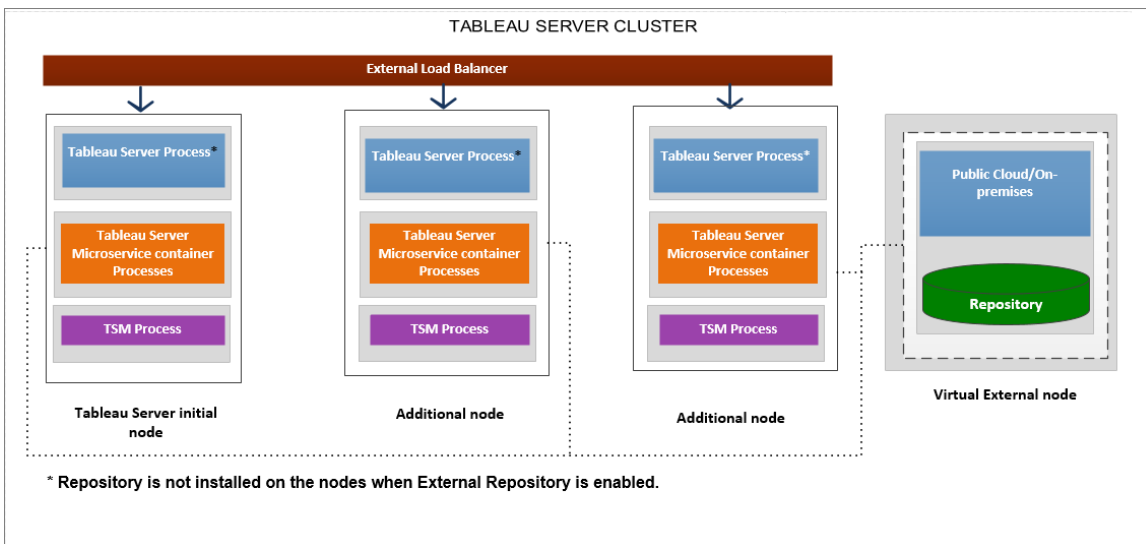 TABLEAU SERVER CLUSTER
External Load Balancer
Tableau Server Process*
Tableau Server
Microservice container
Processes
TSM Process
Tableau Server initial
node
Tableau Server Process*
Tableau Server
Microservice container
Processes
TSM Process
Additional node
Tableau Server Process*
Tableau Server
Microservice container
Processes
TSM Process
Additional node
Public Cloud/On-
premises
Repository
Virtual External node
* Repository is not installed on the nodes when External Repository is enabled.